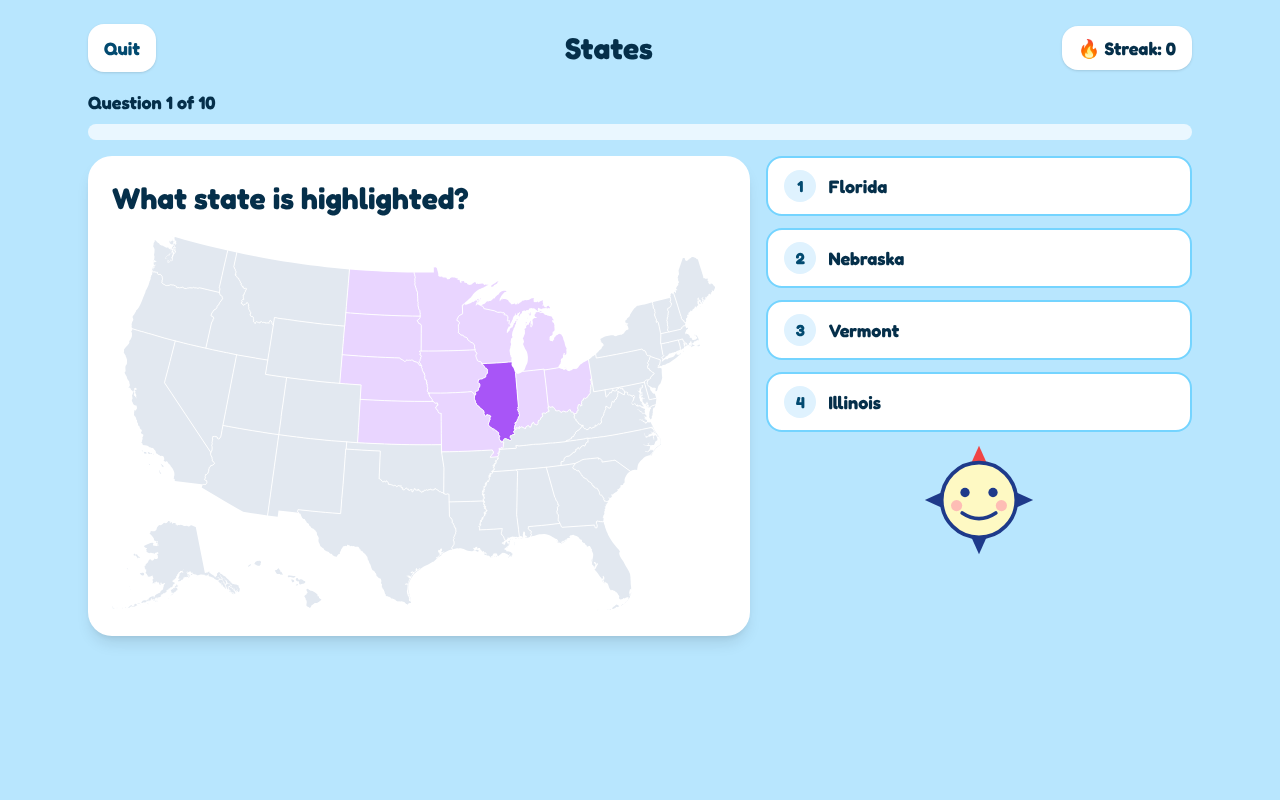 Quit
States
🔥 Streak: 0
Question 1 of 10
What state is highlighted?
1 Florida
2 Nebraska
3 Vermont
4 Illinois